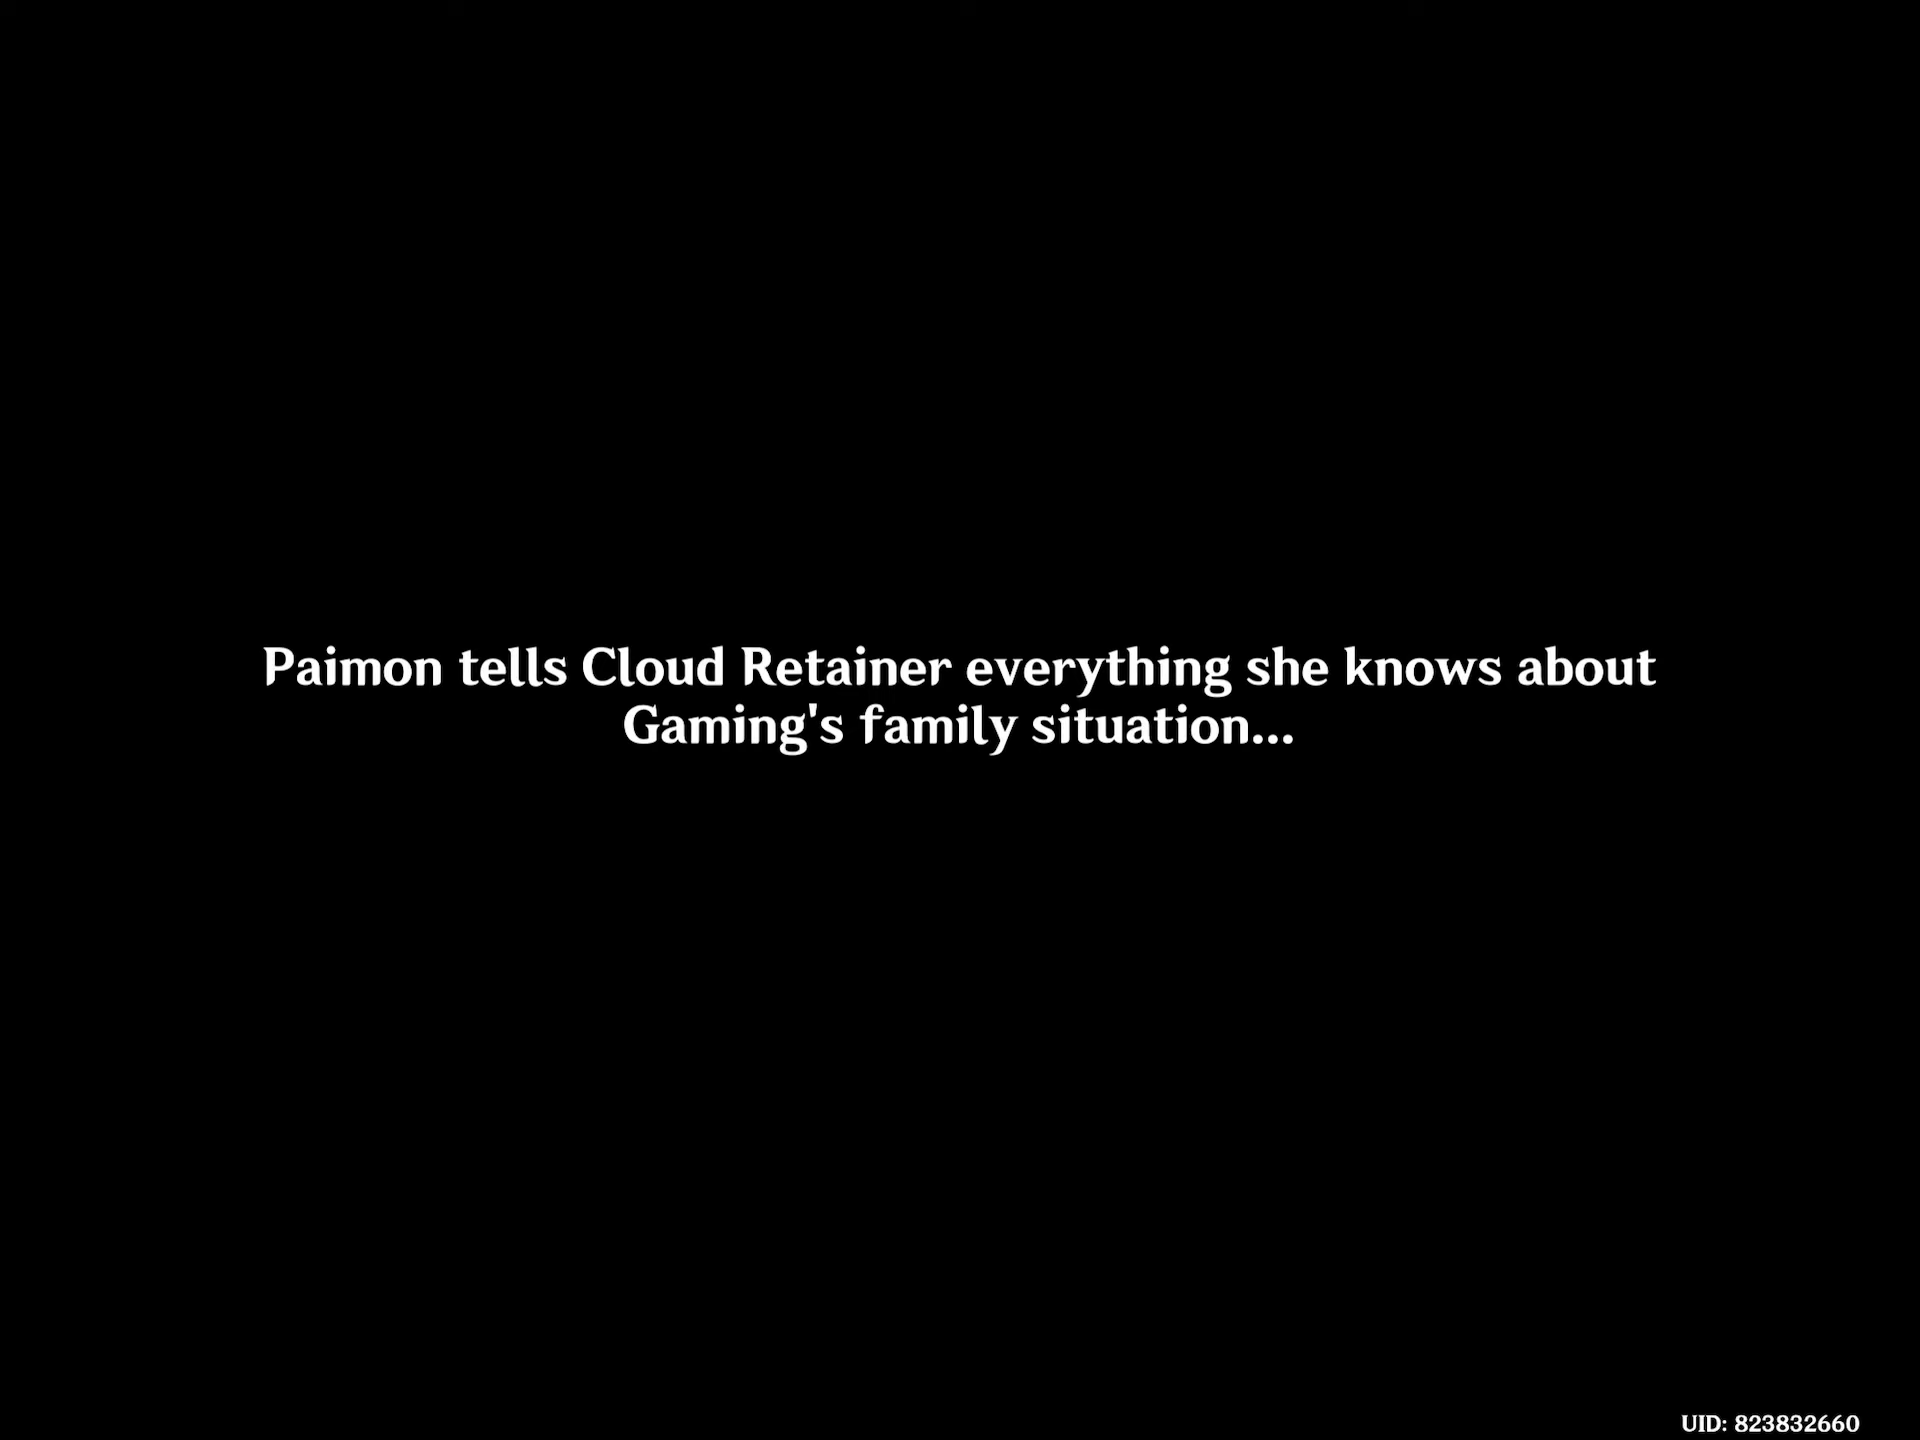 Paimon tells Cloud Retainer everything she knows about
Gaming's family situation...
UID: 823832660